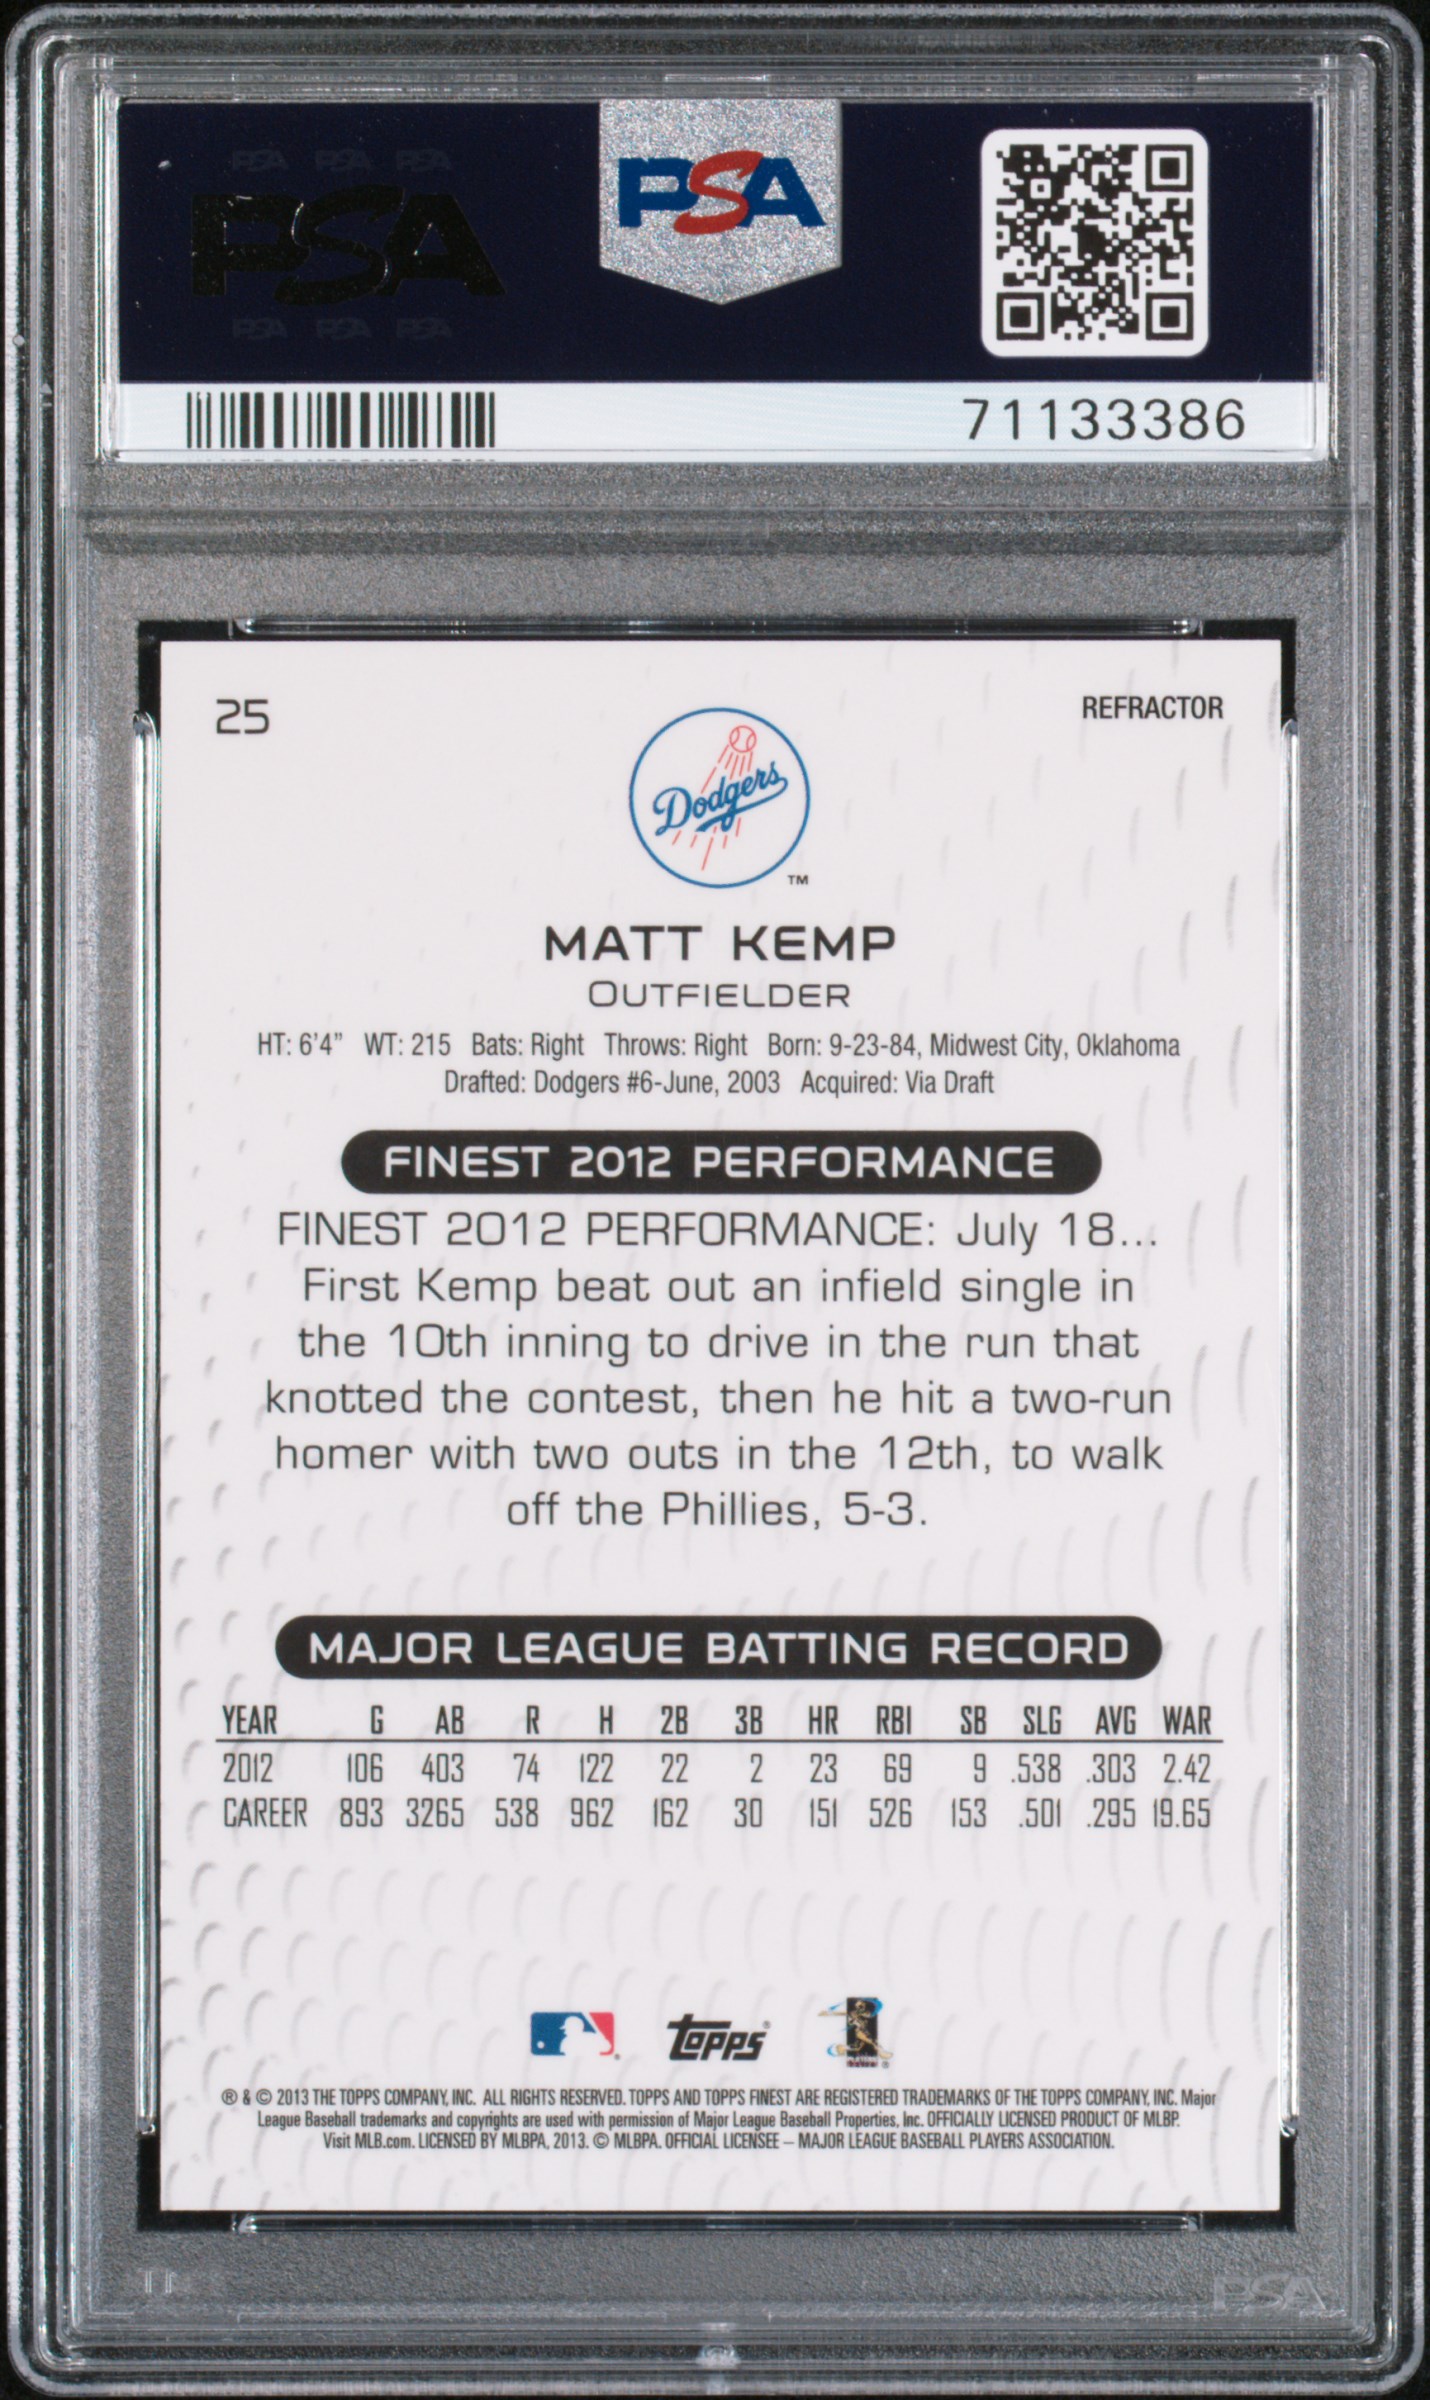 PSA PSA PSA
PSA
PSA PSA PSA
PSA
71133386
25
REFRACTOR
Dodgers
TM
MATT KEMP
OUTFIELDER
HT: 6'4" WT: 215 Bats: Right Throws: Right Born: 9-23-84, Midwest City, Oklahoma
Drafted: Dodgers #6-June, 2003 Acquired: Via Draft
FINEST 2012 PERFORMANCE
FINEST 2012 PERFORMANCE: July 18...
First Kemp beat out an infield single in
the 10th inning to drive in the run that
knotted the contest, then he hit a two-run
homer with two outs in the 12th, to walk
off the Phillies, 5-3.
MAJOR LEAGUE BATTING RECORD
YEAR G AB R H 2B 3B HR RBI SB SLG AVG WAR
2012 106 403 74 122 22 2 23 69 9 .538 .303 2.42
CAREER 893 3265 538 962 162 30 151 526 153 .501 .295 19.65
Topps®
® & © 2013 THE TOPPS COMPANY, INC. ALL RIGHTS RESERVED. TOPPS AND TOPPS FINEST ARE REGISTERED TRADEMARKS OF THE TOPPS COMPANY, INC. Major
League Baseball trademarks and copyrights are used with permission of Major League Baseball Properties, Inc. OFFICIALLY LICENSED PRODUCT OF MLBP.
Visit MLB.com. LICENSED BY MLBPA, 2013. © MLBPA. OFFICIAL LICENSEE – MAJOR LEAGUE BASEBALL PLAYERS ASSOCIATION.
PSA